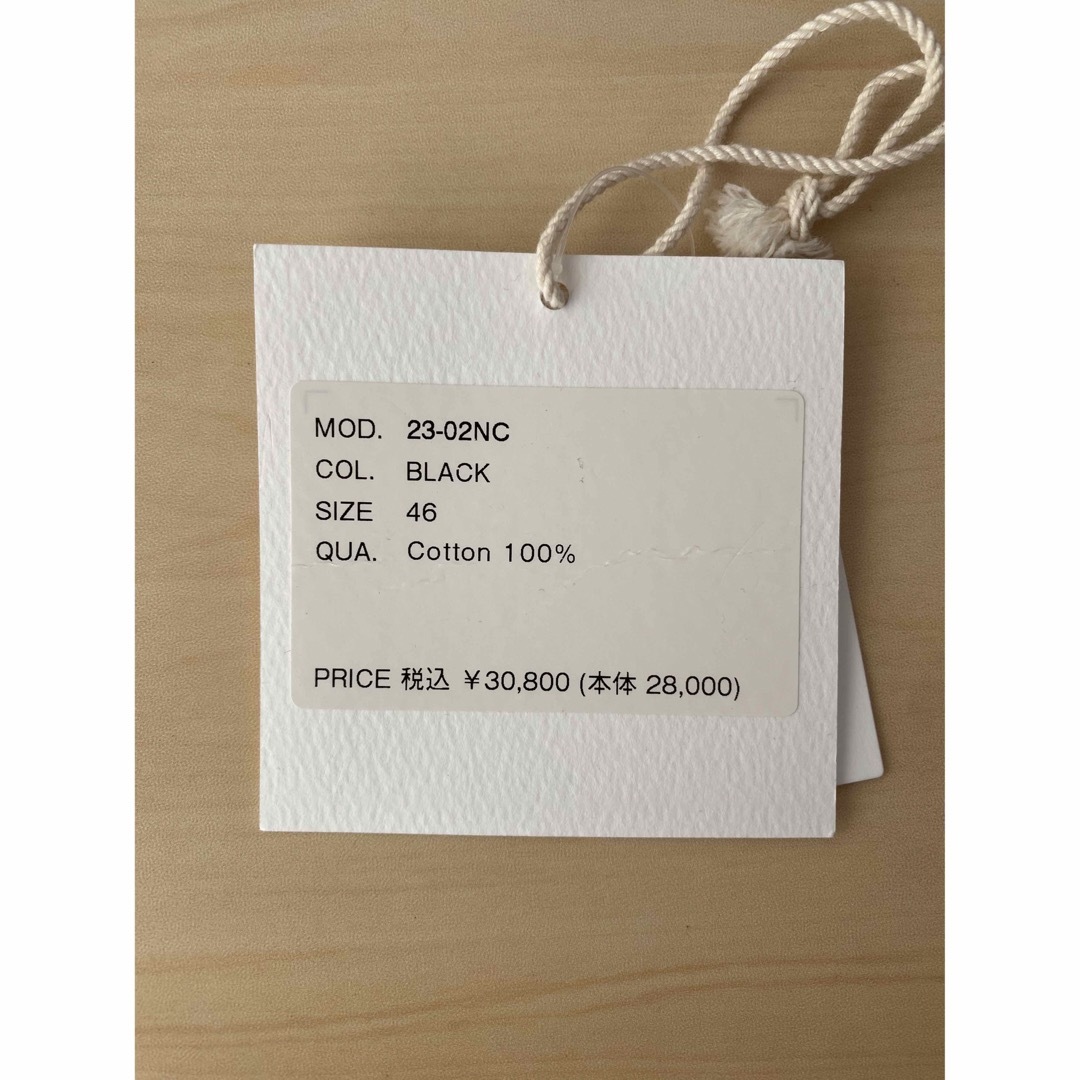 MOD. 23-02NC
COL. BLACK
SIZE 46
QUA. Cotton 100%
PRICE 税込 ¥30,800 (本体 28,000)